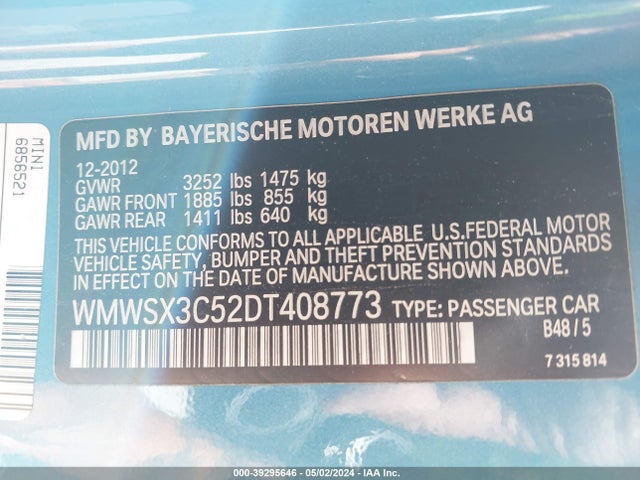 MINI
6856521
MFD BY BAYERISCHE MOTOREN WERKE AG
12-2012
GVWR 3252 lbs 1475 kg
GAWR FRONT 1885 lbs 855 kg
GAWR REAR 1411 lbs 640 kg
THIS VEHICLE CONFORMS TO ALL APPLICABLE U.S.FEDERAL MOTOR
VEHICLE SAFETY, BUMPER AND THEFT PREVENTION STANDARDS
IN EFFECT ON THE DATE OF MANUFACTURE SHOWN ABOVE.
WMWSX3C52DT408773 TYPE: PASSENGER CAR
B48 / 5
7 315 814
000-39295646 - 05/02/2024 - IAA Inc.